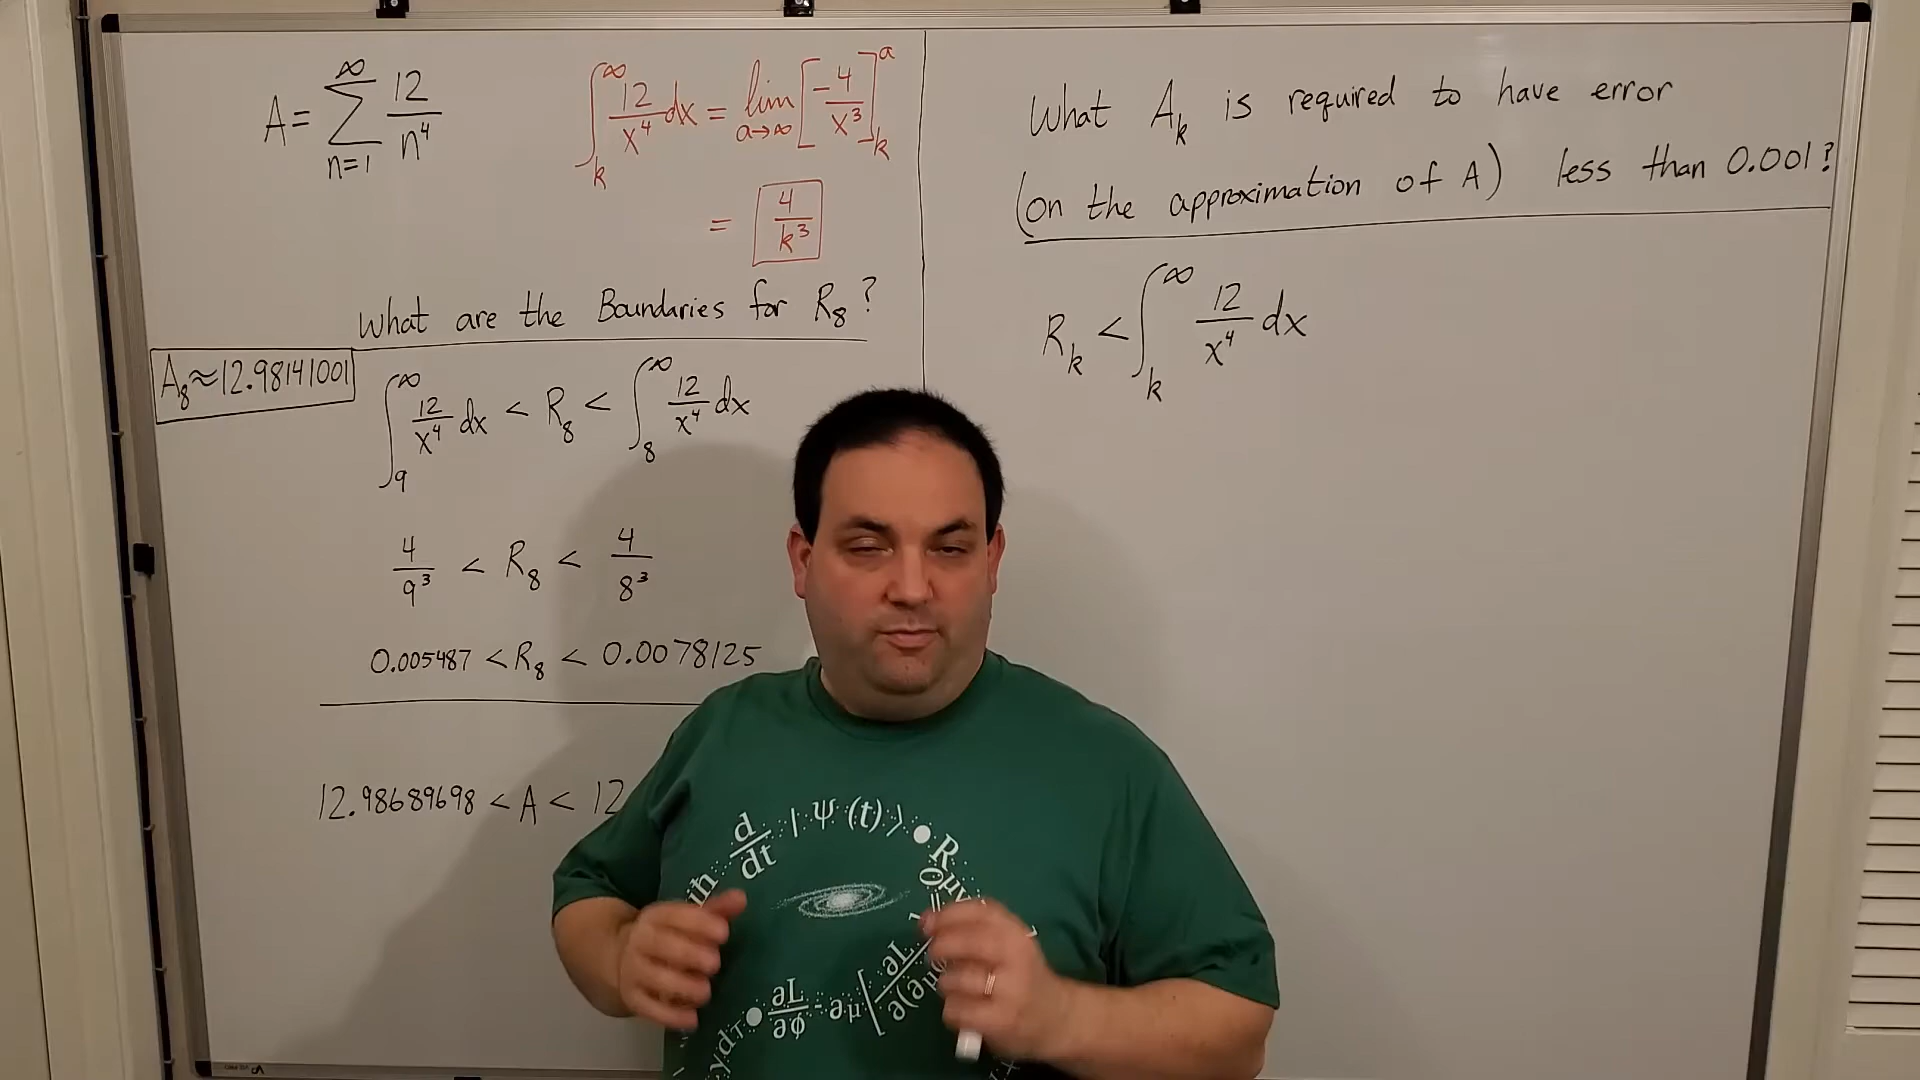 A = ∑_{n=1}^{∞} 12/n⁴
∫_k^∞ 12/x⁴ dx = lim_{a→∞} [-4/x³]_k^a
= 4/k³
What are the Boundaries for R₈?
A₈≈12.98141001
∫_9^∞ 12/x⁴ dx < R₈ < ∫_8^∞ 12/x⁴ dx
4/9³ < R₈ < 4/8³
0.005487 < R₈ < 0.0078125
12.98689698 < A < 12
What A_k is required to have error
(on the approximation of A) less than 0.001?
R_k < ∫_k^∞ 12/x⁴ dx
d/dt |ψ(t)⟩
∂L/∂φ - ∂μ [∂L/∂(∂μ